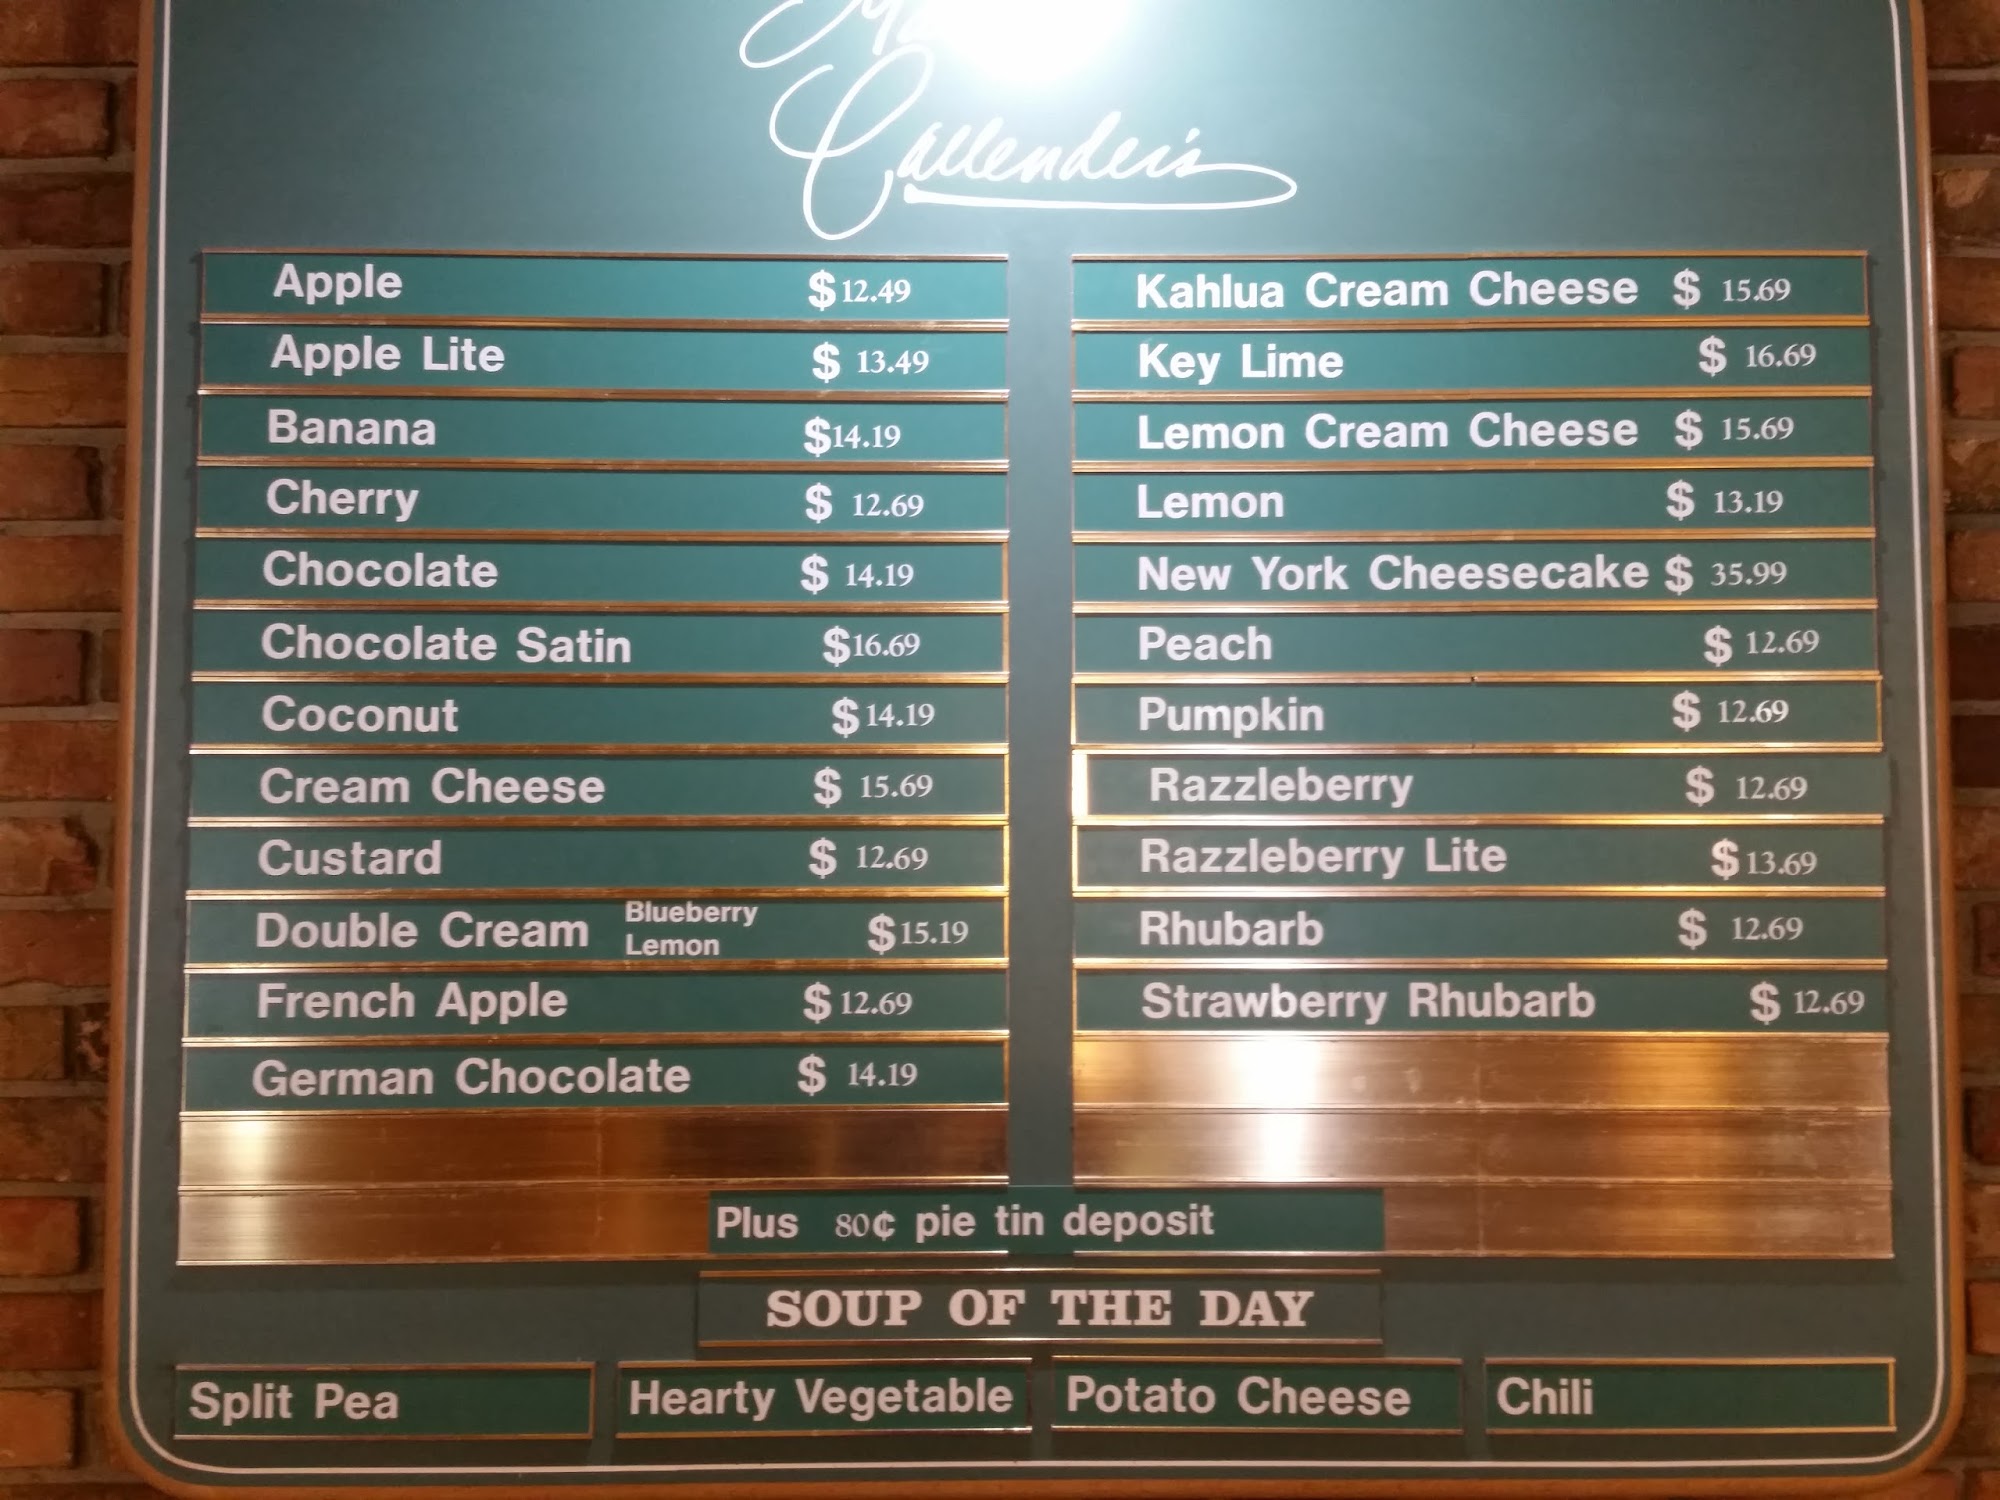 Callender's
Apple $12.49
Apple Lite $ 13.49
Banana $14.19
Cherry $ 12.69
Chocolate $ 14.19
Chocolate Satin $16.69
Coconut $14.19
Cream Cheese $ 15.69
Custard $ 12.69
Double Cream Blueberry Lemon $15.19
French Apple $12.69
German Chocolate $ 14.19
Kahlua Cream Cheese $ 15.69
Key Lime $ 16.69
Lemon Cream Cheese $ 15.69
Lemon $ 13.19
New York Cheesecake $ 35.99
Peach $ 12.69
Pumpkin $ 12.69
Razzleberry $ 12.69
Razzleberry Lite $13.69
Rhubarb $ 12.69
Strawberry Rhubarb $ 12.69
Plus 80¢ pie tin deposit
SOUP OF THE DAY
Split Pea
Hearty Vegetable
Potato Cheese
Chili